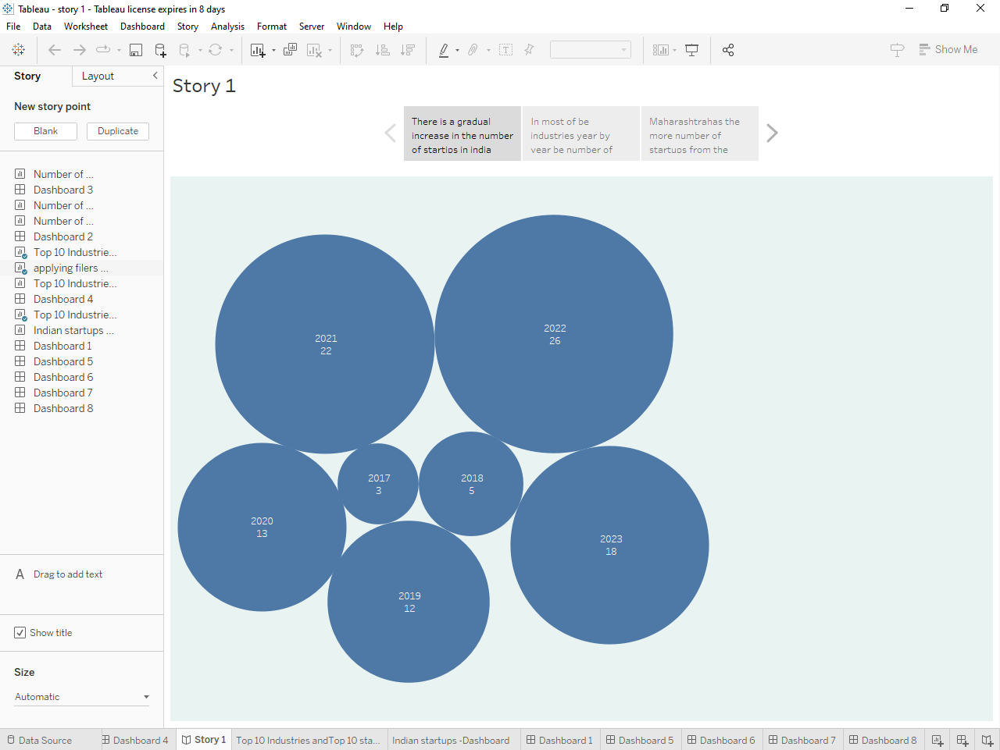 Tableau - story 1 - Tableau license expires in 8 days
File Data Worksheet Dashboard Story Analysis Format Server Window Help
Show Me
Story Layout
New story point
Blank Duplicate
Number of ...
Dashboard 3
Number of ...
Number of ...
Dashboard 2
Top 10 Industrie...
applying filers ...
Top 10 Industrie...
Dashboard 4
Top 10 Industrie...
Indian startups ...
Dashboard 1
Dashboard 5
Dashboard 6
Dashboard 7
Dashboard 8
A Drag to add text
Show title
Size
Automatic
Story 1
There is a gradual
increase in the number
of startips in india
In most of be
industries year by
year be number of
Maharashtrahas the
more number of
startups from the
2021
22
2022
26
2017
3
2018
5
2020
13
2023
18
2019
12
Data Source Dashboard 4 Story 1 Top 10 Industries andTop 10 sta... Indian startups -Dashboard Dashboard 1 Dashboard 5 Dashboard 6 Dashboard 7 Dashboard 8